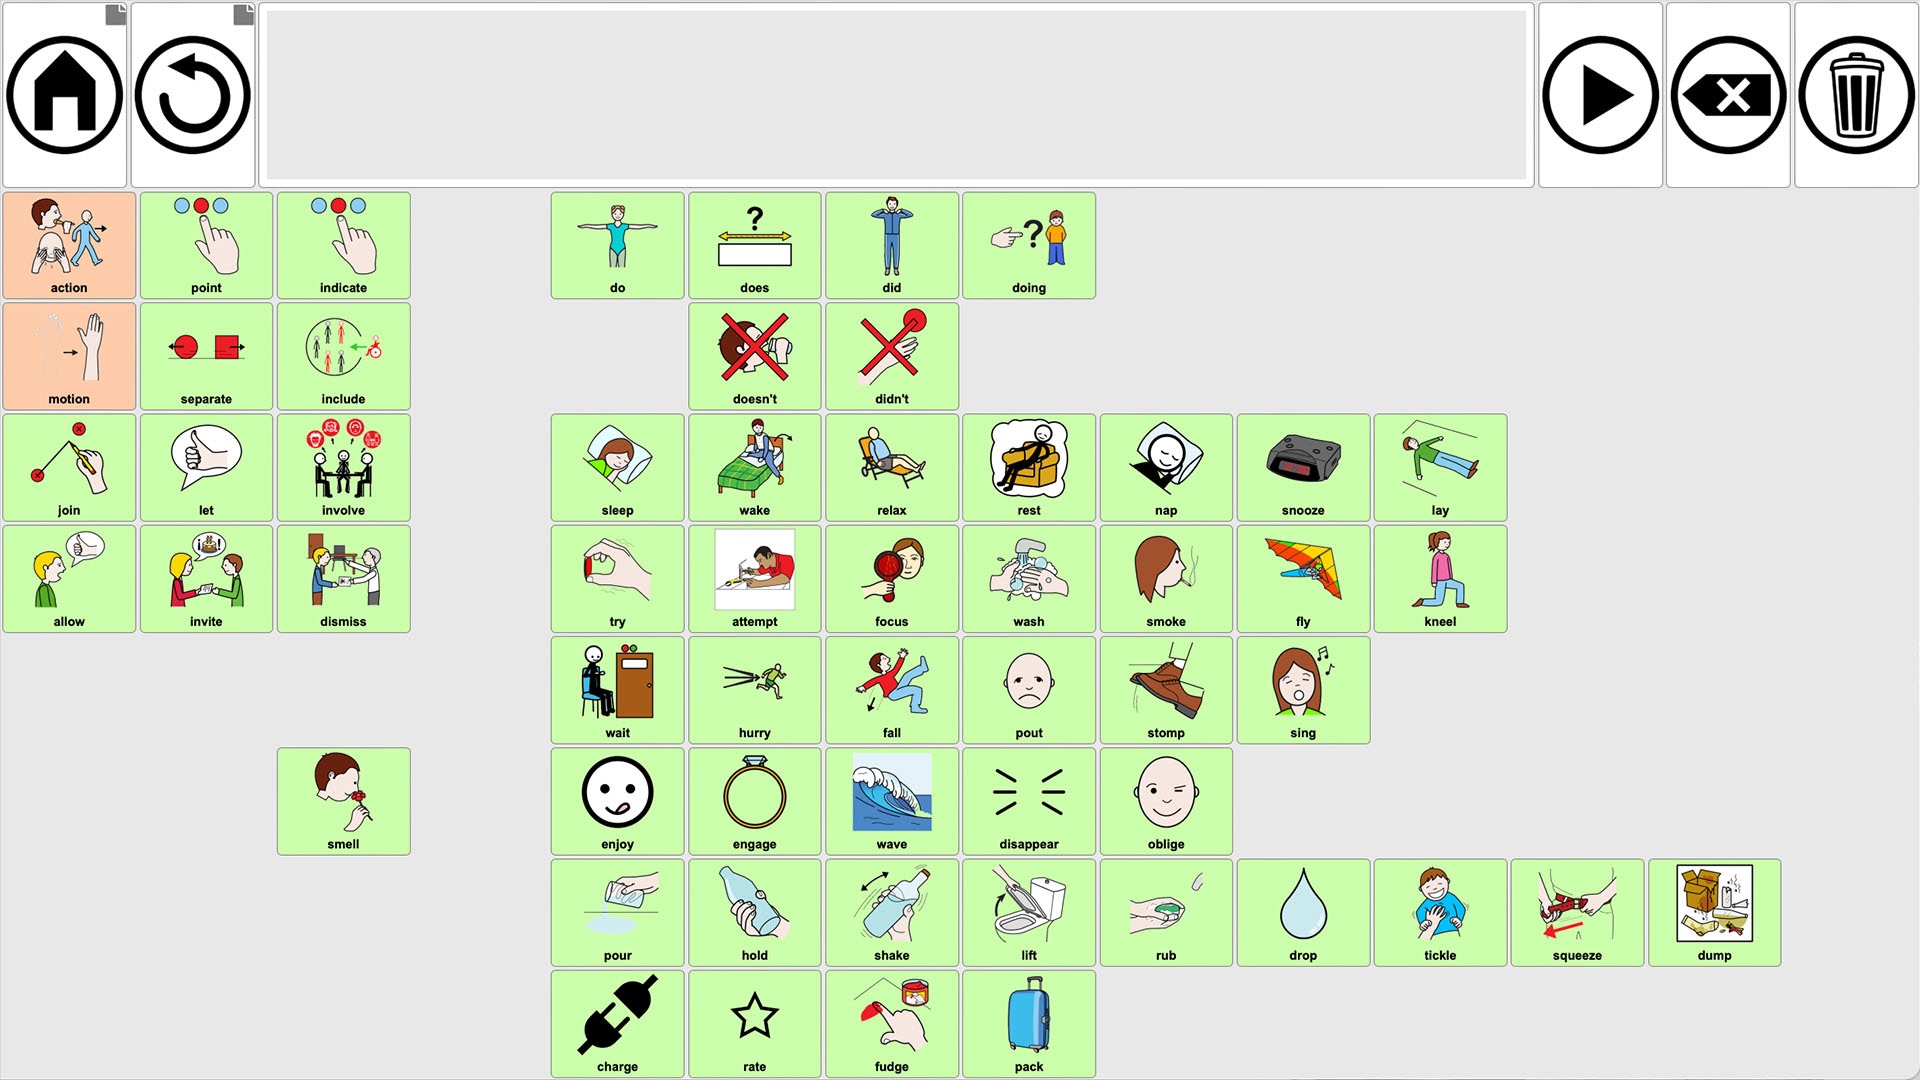 action
point
indicate
do
does
did
doing
motion
separate
include
doesn't
didn't
join
let
involve
sleep
wake
relax
rest
nap
snooze
lay
allow
invite
dismiss
try
attempt
focus
wash
smoke
fly
kneel
wait
hurry
fall
pout
stomp
sing
smell
enjoy
engage
wave
disappear
oblige
pour
hold
shake
lift
rub
drop
tickle
squeeze
dump
charge
rate
fudge
pack